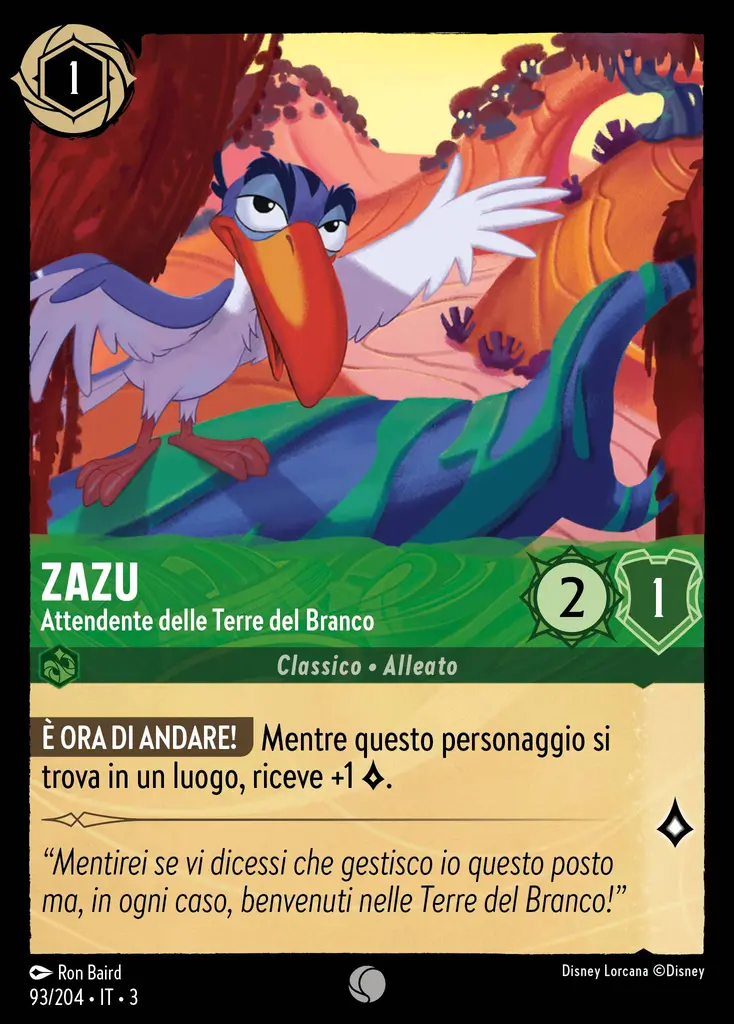 1
ZAZU
Attendente delle Terre del Branco
2
1
Classico • Alleato
È ORA DI ANDARE! Mentre questo personaggio si
trova in un luogo, riceve +1 .
“Mentirei se vi dicessi che gestisco io questo posto
ma, in ogni caso, benvenuti nelle Terre del Branco!”
Ron Baird
Disney Lorcana ©Disney
93/204 • IT • 3